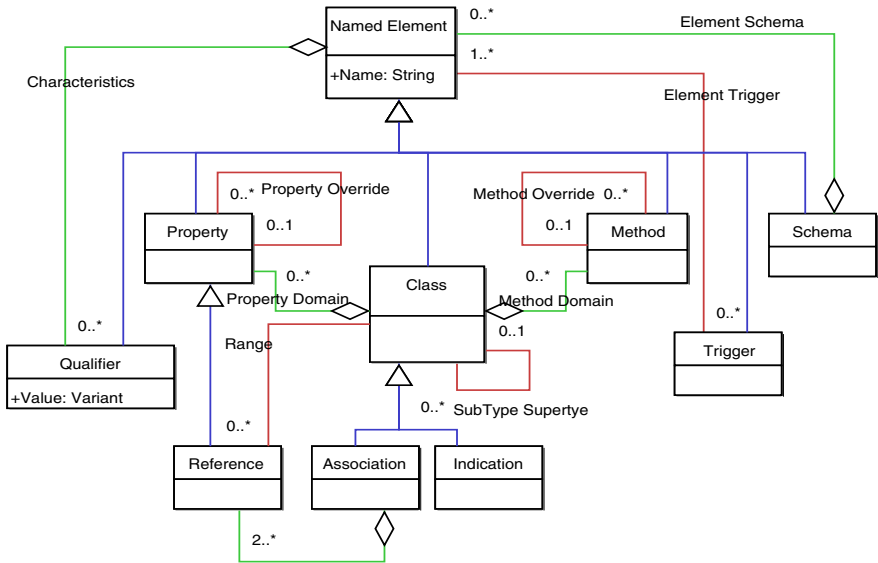 Named Element
0..*
Element Schema
1..*
+Name: String
Characteristics
Element Trigger
0..*
Property Override
Method Override
0..*
0..1
0..1
Property
Method
Schema
0..*
Class
0..*
Property Domain
Method Domain
0..*
0..*
0..1
Range
Trigger
Qualifier
+Value: Variant
0..*
SubType Supertye
0..*
Reference
Association
Indication
2..*